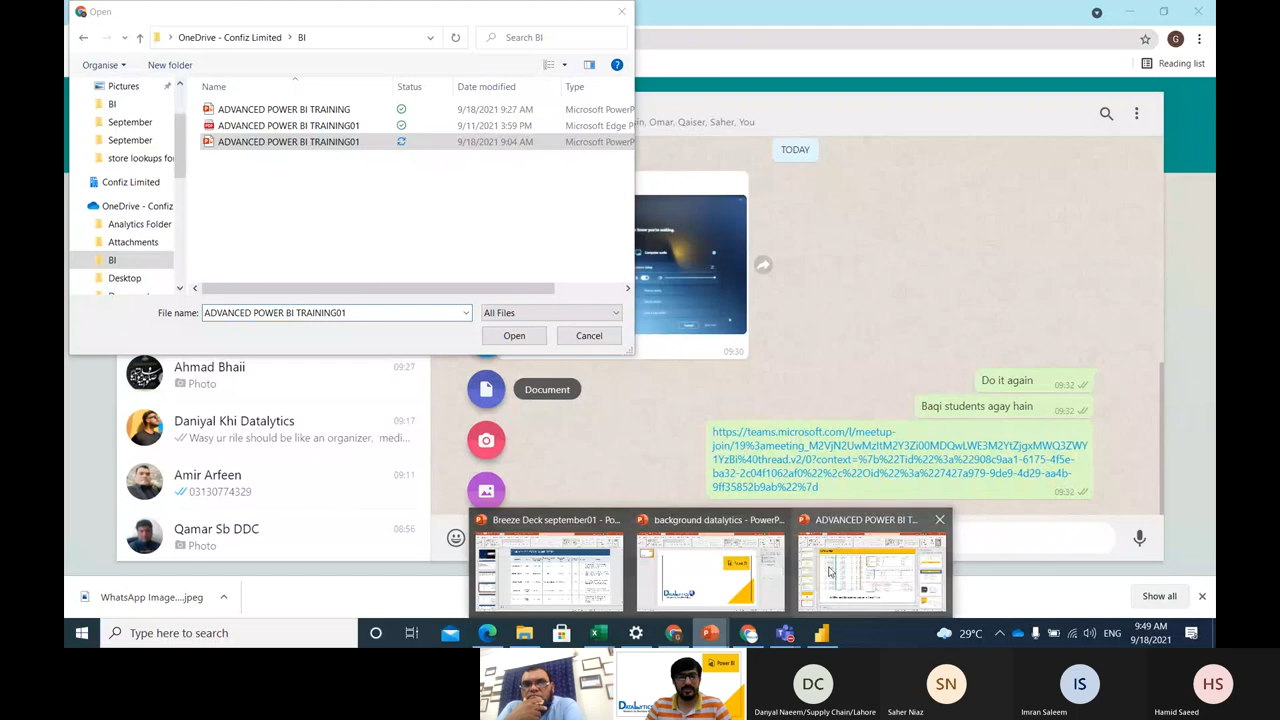 Open
OneDrive - Confiz Limited
BI
Search BI
Organise
New folder
Name
Status
Date modified
Type
Pictures
BI
September
September
store lookups fo
Confiz Limited
OneDrive - Confiz
Analytics Folder
Attachments
BI
Desktop
ADVANCED POWER BI TRAINING
9/18/2021 9:27 AM
Microsoft PowerP
ADVANCED POWER BI TRAINING01
9/11/2021 3:59 PM
Microsoft Edge P
ADVANCED POWER BI TRAINING01
9/18/2021 9:04 AM
Microsoft PowerP
File name:
ADVANCED POWER BI TRAINING01
All Files
Open
Cancel
G
Reading list
in, Omar, Qaiser, Saher, You
TODAY
09:30
Do it again
09:32
Baqi students agay hain
09:32
https://teams.microsoft.com/l/meetup-
join/19%3ameeting_M2VjN2UwMzItM2Y3Zi00MDQwLWE3M2YtZjgxMWQ3ZWY
1YzBi%40thread.v2/0?context=%7b%22Tid%22%3a%22908c9aa1-6175-4f5e-
ba32-2c04f1062af0%22%2c%22Oid%22%3a%227427a979-9de9-4d29-aa4b-
9ff35852b9ab%22%7d
09:32
Ahmad Bhaii
09:27
Photo
Daniyal Khi Datalytics
09:17
Wasy ur rile should be like an organizer, medi...
Amir Arfeen
09:11
03130774329
Qamar Sb DDC
08:56
Photo
Document
Breeze Deck september01 - Po...
background datalytics - PowerP...
ADVANCED POWER BI T...
Power BI
DATALYTICS
WhatsApp Image....jpeg
Show all
Type here to search
29°C
ENG
9:49 AM
9/18/2021
Power BI
DATALYTICS
DC
Danyal Naeem/Supply Chain/Lahore
SN
Saher Niaz
IS
Imran Saleem
HS
Hamid Saeed